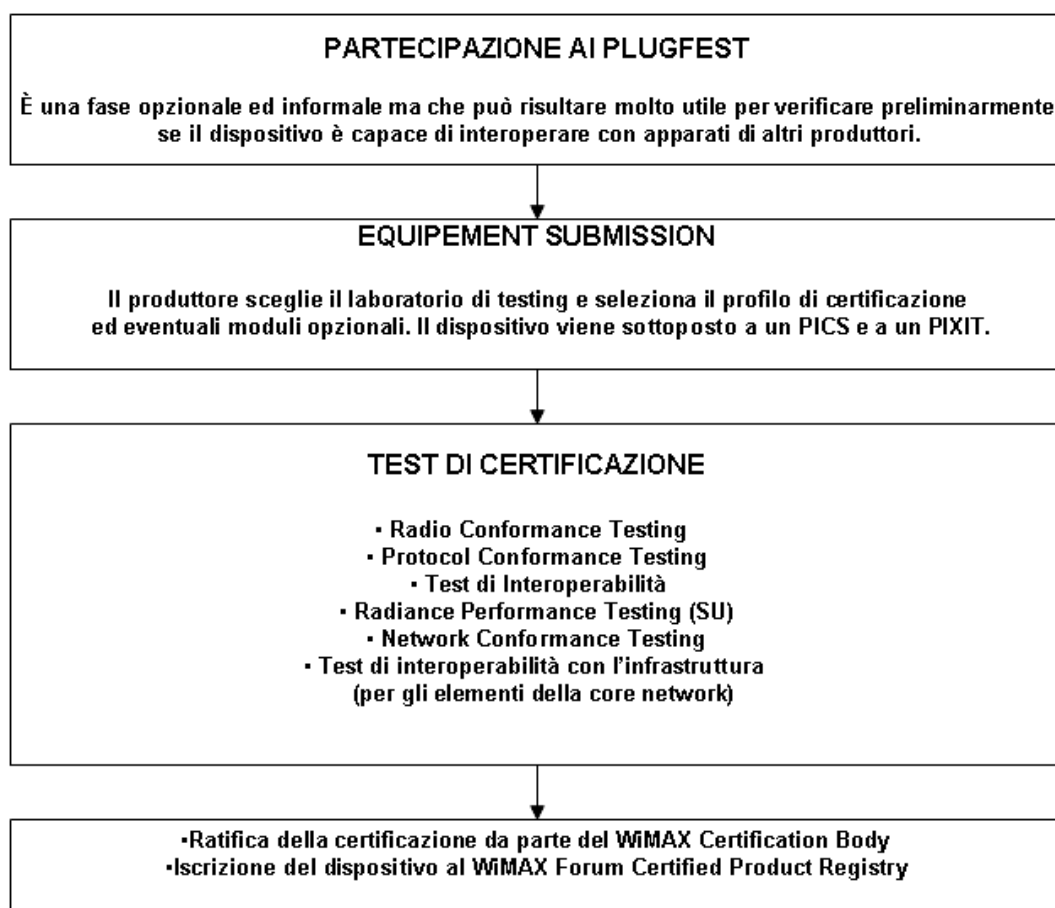 PARTECIPAZIONE AI PLUGFEST
È una fase opzionale ed informale ma che può risultare molto utile per verificare preliminarmente
se il dispositivo è capace di interoperare con apparati di altri produttori.
EQUIPEMENT SUBMISSION
Il produttore sceglie il laboratorio di testing e seleziona il profilo di certificazione
ed eventuali moduli opzionali. Il dispositivo viene sottoposto a un PICS e a un PIXIT.
TEST DI CERTIFICAZIONE
▪ Radio Conformance Testing
▪ Protocol Conformance Testing
▪ Test di Interoperabilità
▪ Radiance Performance Testing (SU)
▪ Network Conformance Testing
▪ Test di interoperabilità con l'infrastruttura
(per gli elementi della core network)
▪Ratifica della certificazione da parte del WiMAX Certification Body
▪Iscrizione del dispositivo al WiMAX Forum Certified Product Registry